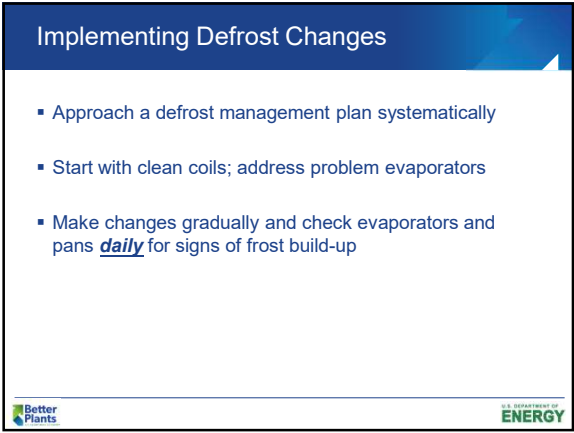 Implementing Defrost Changes
▪ Approach a defrost management plan systematically
▪ Start with clean coils; address problem evaporators
▪ Make changes gradually and check evaporators and
pans daily for signs of frost build-up
Better
Plants
U.S. DEPARTMENT OF
ENERGY